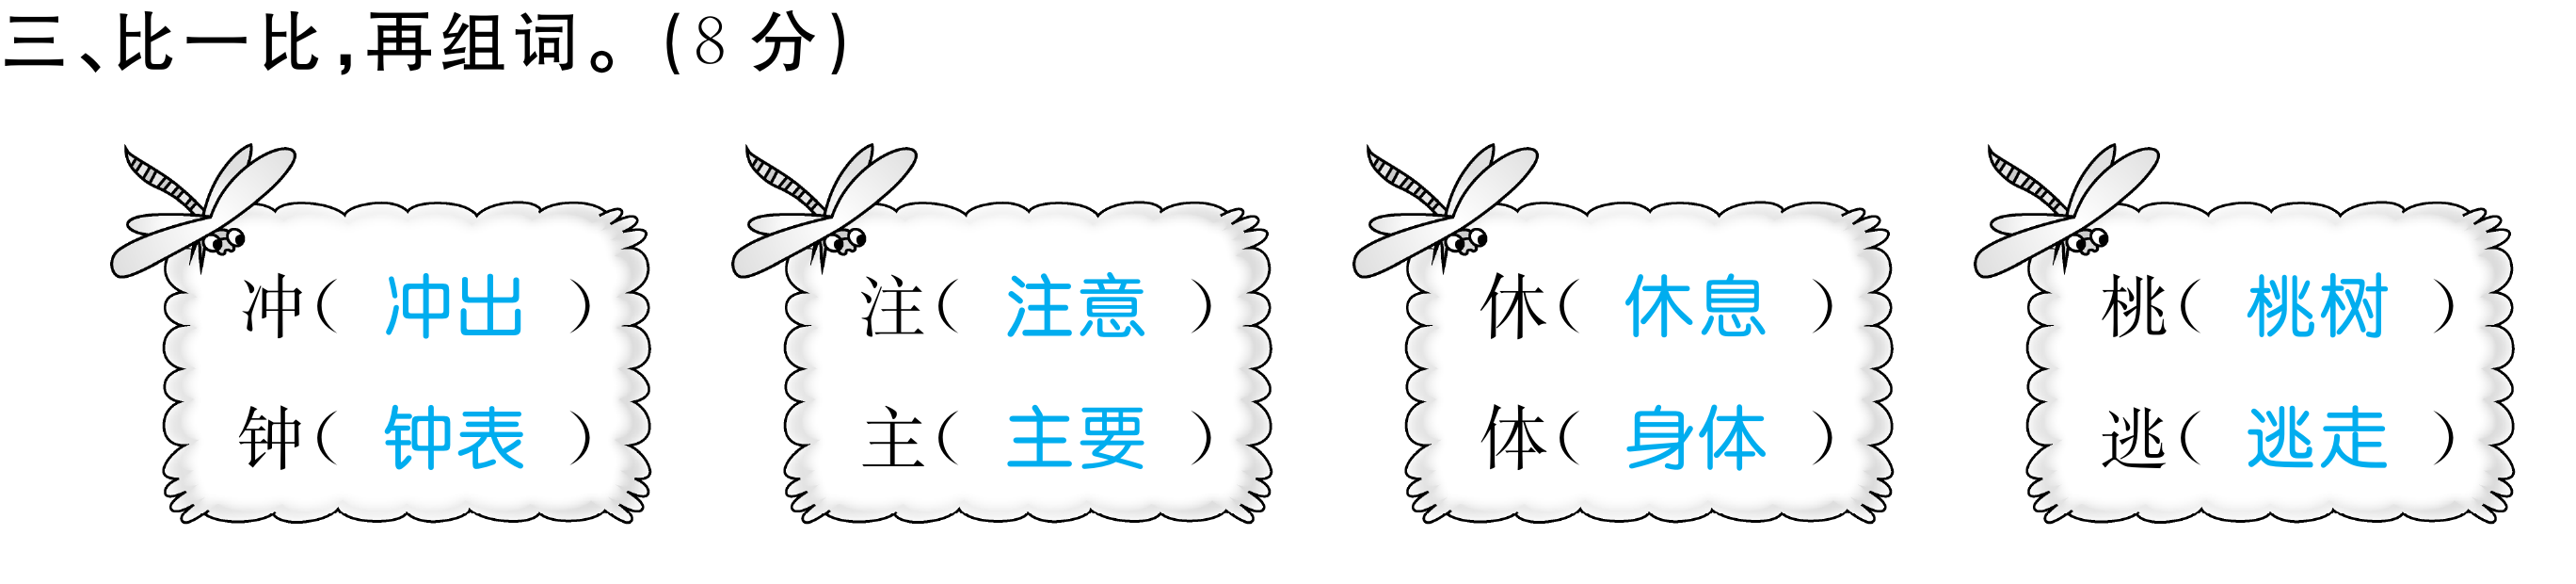 三、比一比,再组词。(8 分)
冲( 冲出 ) 注( 注意 ) 休( 休息 ) 桃( 桃树 )
钟( 钟表 ) 主( 主要 ) 体( 身体 ) 逃( 逃走 )